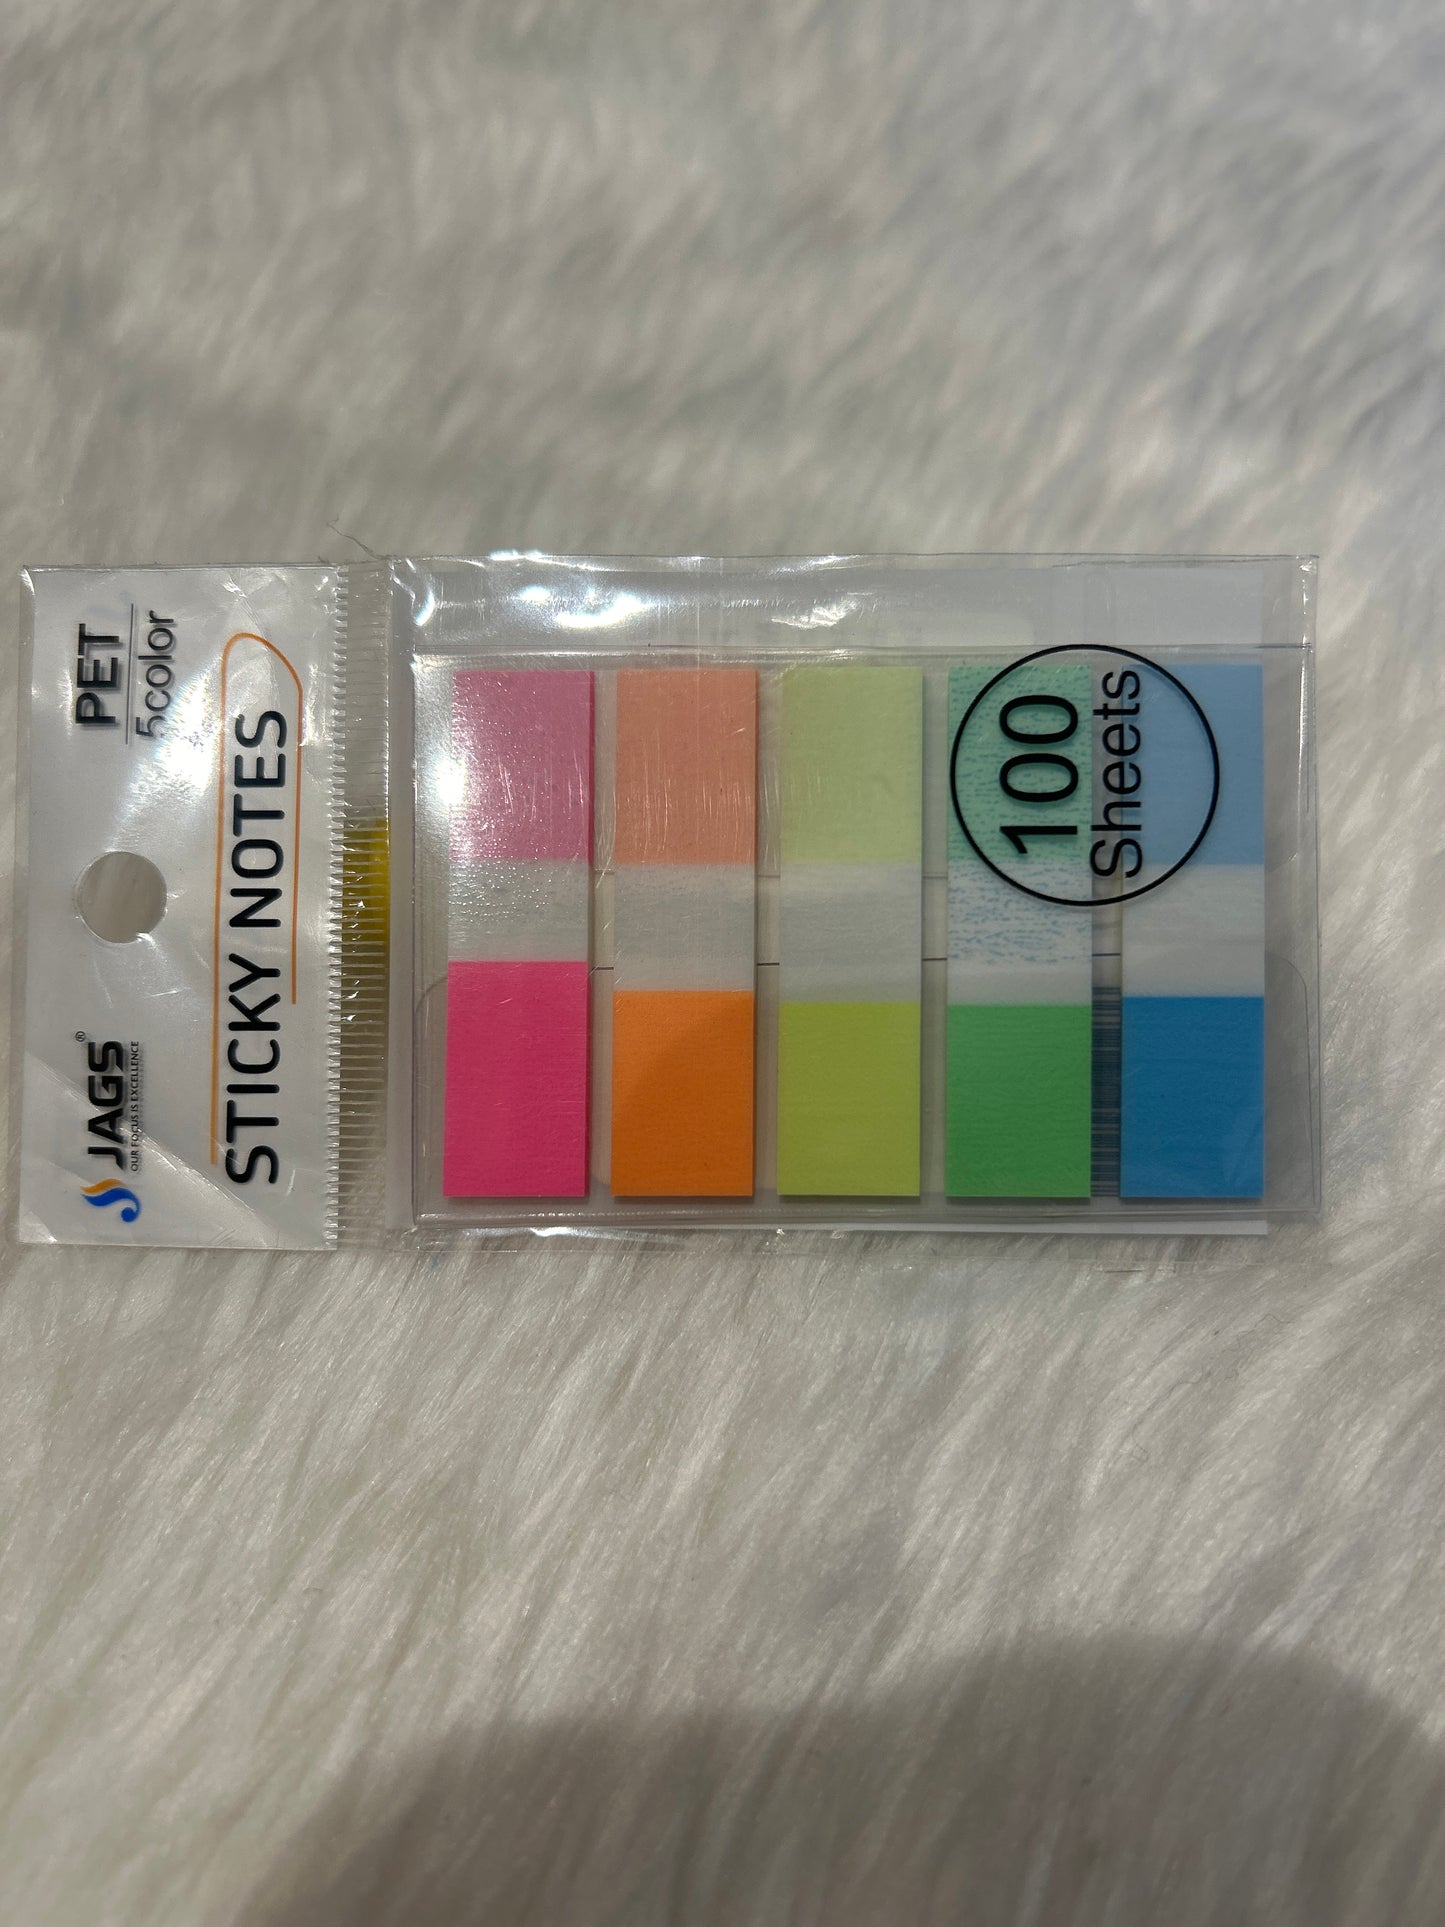 JAGS®
OUR FOCUS IS EXCELLENCE
PET
5color
STICKY NOTES
100
Sheets